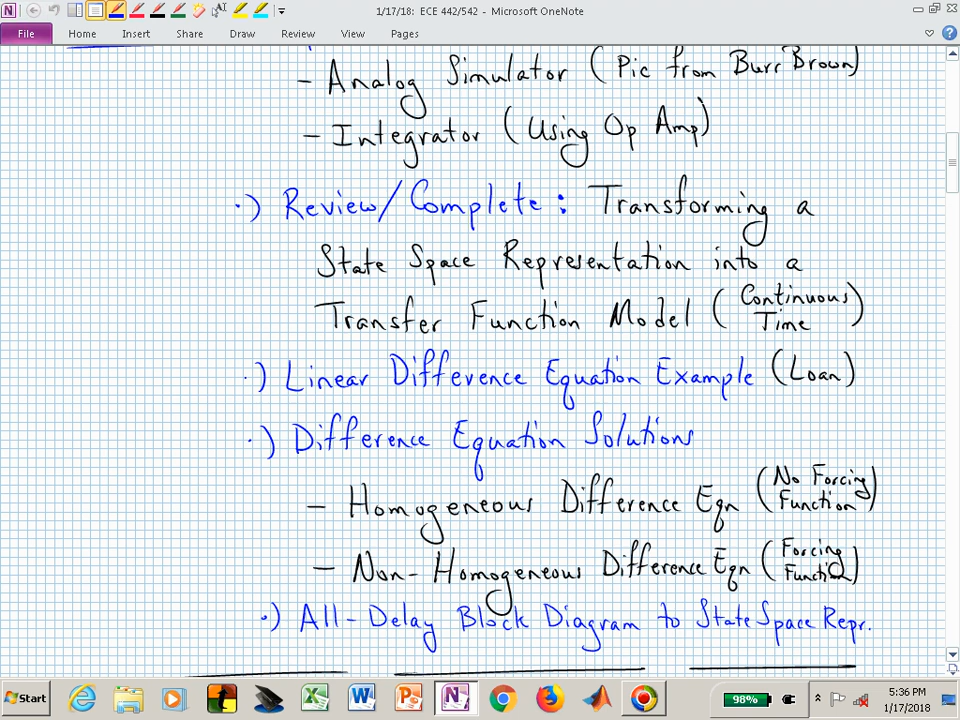 1/17/18: ECE 442/542 - Microsoft OneNote
File Home Insert Share Draw Review View Pages
- Analog Simulator (Pic from Burr Brown)
- Integrator (Using Op Amp)
·) Review/Complete: Transforming a
State Space Representation into a
Transfer Function Model (Continuous Time)
·) Linear Difference Equation Example (Loan)
·) Difference Equation Solutions
- Homogeneous Difference Eqn (No Forcing Function)
- Non-Homogeneous Difference Eqn (Forcing Function)
·) All-Delay Block Diagram to State Space Repr.
Start
98%
5:36 PM
1/17/2018